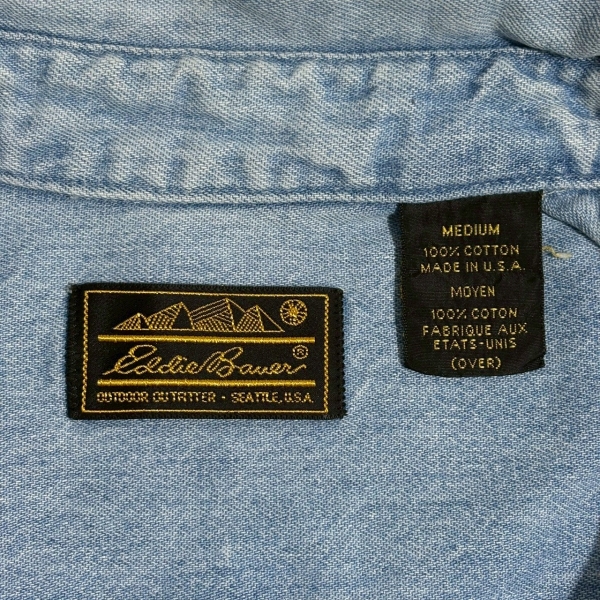 Eddie Bauer®
OUTDOOR OUTFITTER • SEATTLE, U.S.A.
MEDIUM
100% COTTON
MADE IN U.S.A.
MOYEN
100% COTON
FABRIQUE AUX
ETATS-UNIS
(OVER)